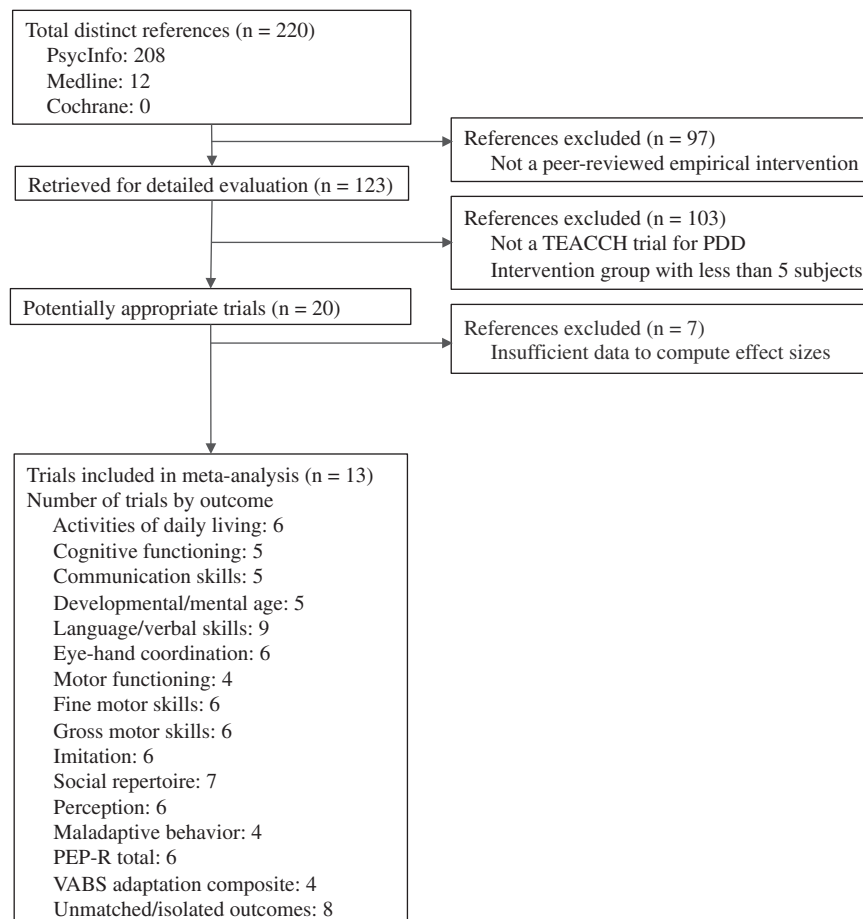 Total distinct references (n = 220)
PsycInfo: 208
Medline: 12
Cochrane: 0
References excluded (n = 97)
Not a peer-reviewed empirical intervention
Retrieved for detailed evaluation (n = 123)
References excluded (n = 103)
Not a TEACCH trial for PDD
Intervention group with less than 5 subjects
Potentially appropriate trials (n = 20)
References excluded (n = 7)
Insufficient data to compute effect sizes
Trials included in meta-analysis (n = 13)
Number of trials by outcome
Activities of daily living: 6
Cognitive functioning: 5
Communication skills: 5
Developmental/mental age: 5
Language/verbal skills: 9
Eye-hand coordination: 6
Motor functioning: 4
Fine motor skills: 6
Gross motor skills: 6
Imitation: 6
Social repertoire: 7
Perception: 6
Maladaptive behavior: 4
PEP-R total: 6
VABS adaptation composite: 4
Unmatched/isolated outcomes: 8